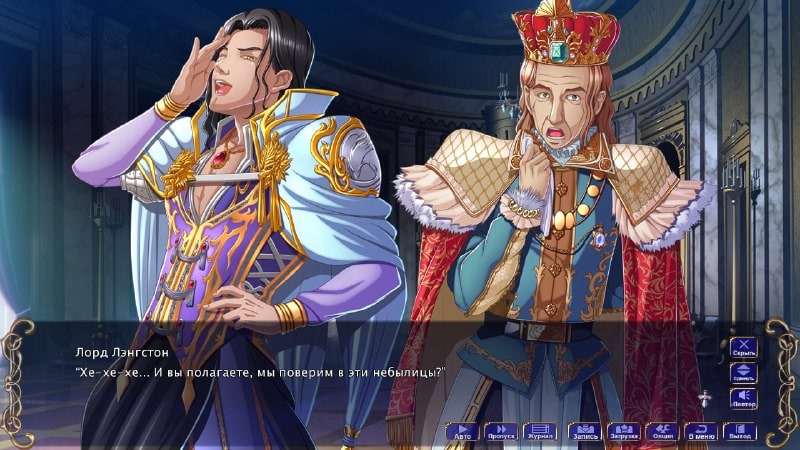 Лорд Лэнгстон
"Хе-хе-хе... И вы полагаете, мы поверим в эти небылицы?"
Скрыть
Сдвинуть
Повтор
Авто Пропуск Журнал Запись Загрузка Опции В меню Выход